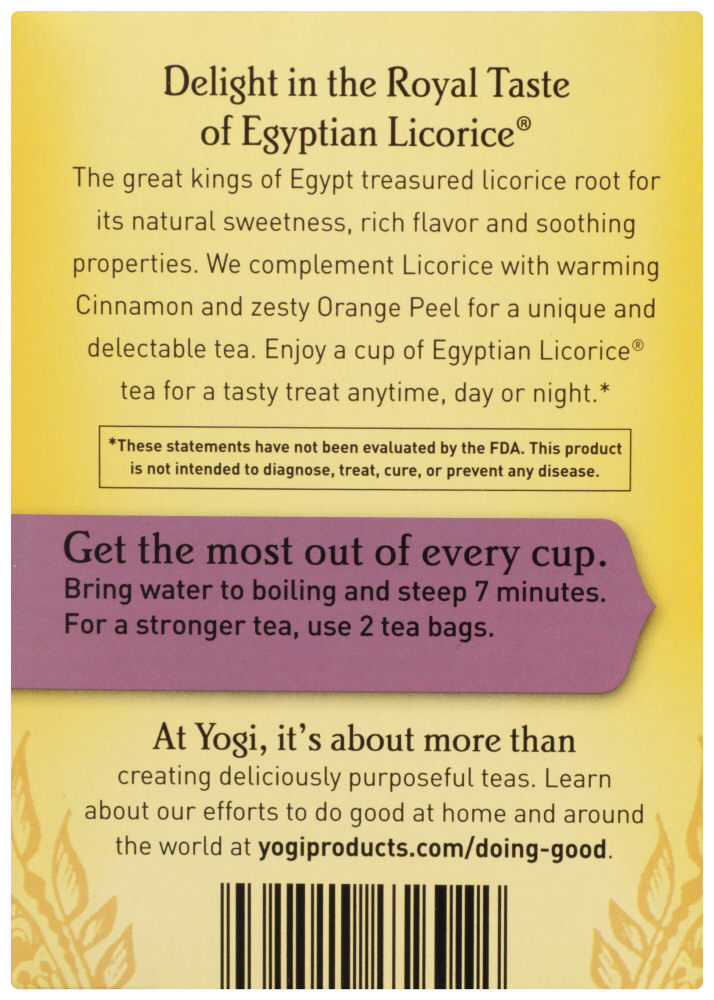 Delight in the Royal Taste
of Egyptian Licorice®
The great kings of Egypt treasured licorice root for
its natural sweetness, rich flavor and soothing
properties. We complement Licorice with warming
Cinnamon and zesty Orange Peel for a unique and
delectable tea. Enjoy a cup of Egyptian Licorice®
tea for a tasty treat anytime, day or night.*
*These statements have not been evaluated by the FDA. This product
is not intended to diagnose, treat, cure, or prevent any disease.
Get the most out of every cup.
Bring water to boiling and steep 7 minutes.
For a stronger tea, use 2 tea bags.
At Yogi, it's about more than
creating deliciously purposeful teas. Learn
about our efforts to do good at home and around
the world at yogiproducts.com/doing-good.